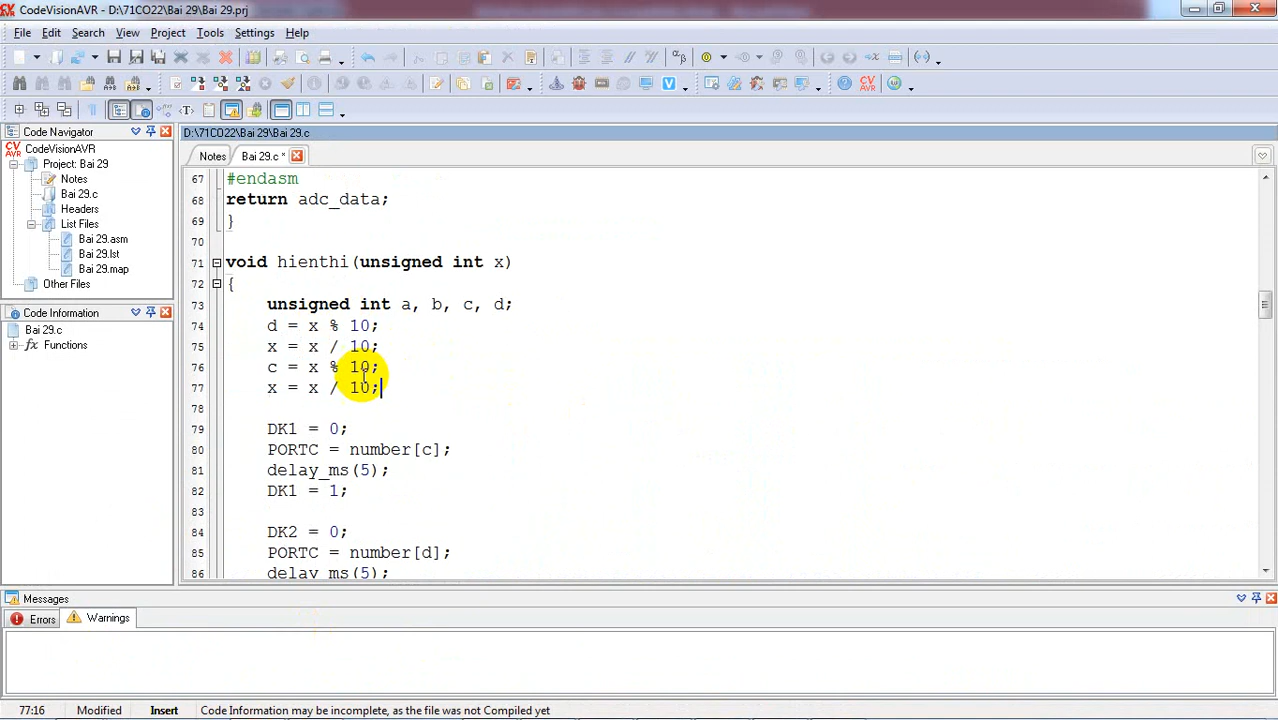 CodeVisionAVR - D:\71CO22\Bai 29\Bai 29.prj
File Edit Search View Project Tools Settings Help
Code Navigator
D:\71CO22\Bai 29\Bai 29.c
CodeVisionAVR
Project: Bai 29
Notes
Bai 29.c
Headers
List Files
Bai 29.asm
Bai 29.lst
Bai 29.map
Other Files
Code Information
Bai 29.c
Functions
Notes Bai 29.c *
67 #endasm
68 return adc_data;
69 }
70
71 void hienthi(unsigned int x)
72 {
73 unsigned int a, b, c, d;
74 d = x % 10;
75 x = x / 10;
76 c = x % 10;
77 x = x / 10;
78
79 DK1 = 0;
80 PORTC = number[c];
81 delay_ms(5);
82 DK1 = 1;
83
84 DK2 = 0;
85 PORTC = number[d];
86 delay_ms(5);
Messages
Errors Warnings
77:16 Modified Insert Code Information may be incomplete, as the file was not Compiled yet